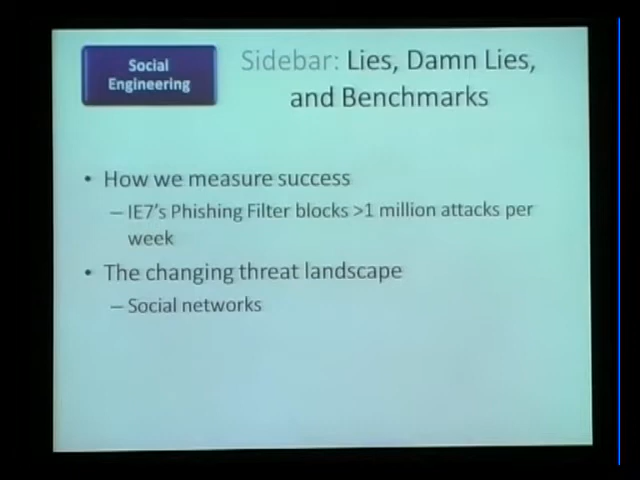 Social
Engineering
Sidebar: Lies, Damn Lies,
and Benchmarks
• How we measure success
– IE7's Phishing Filter blocks >1 million attacks per
week
• The changing threat landscape
– Social networks